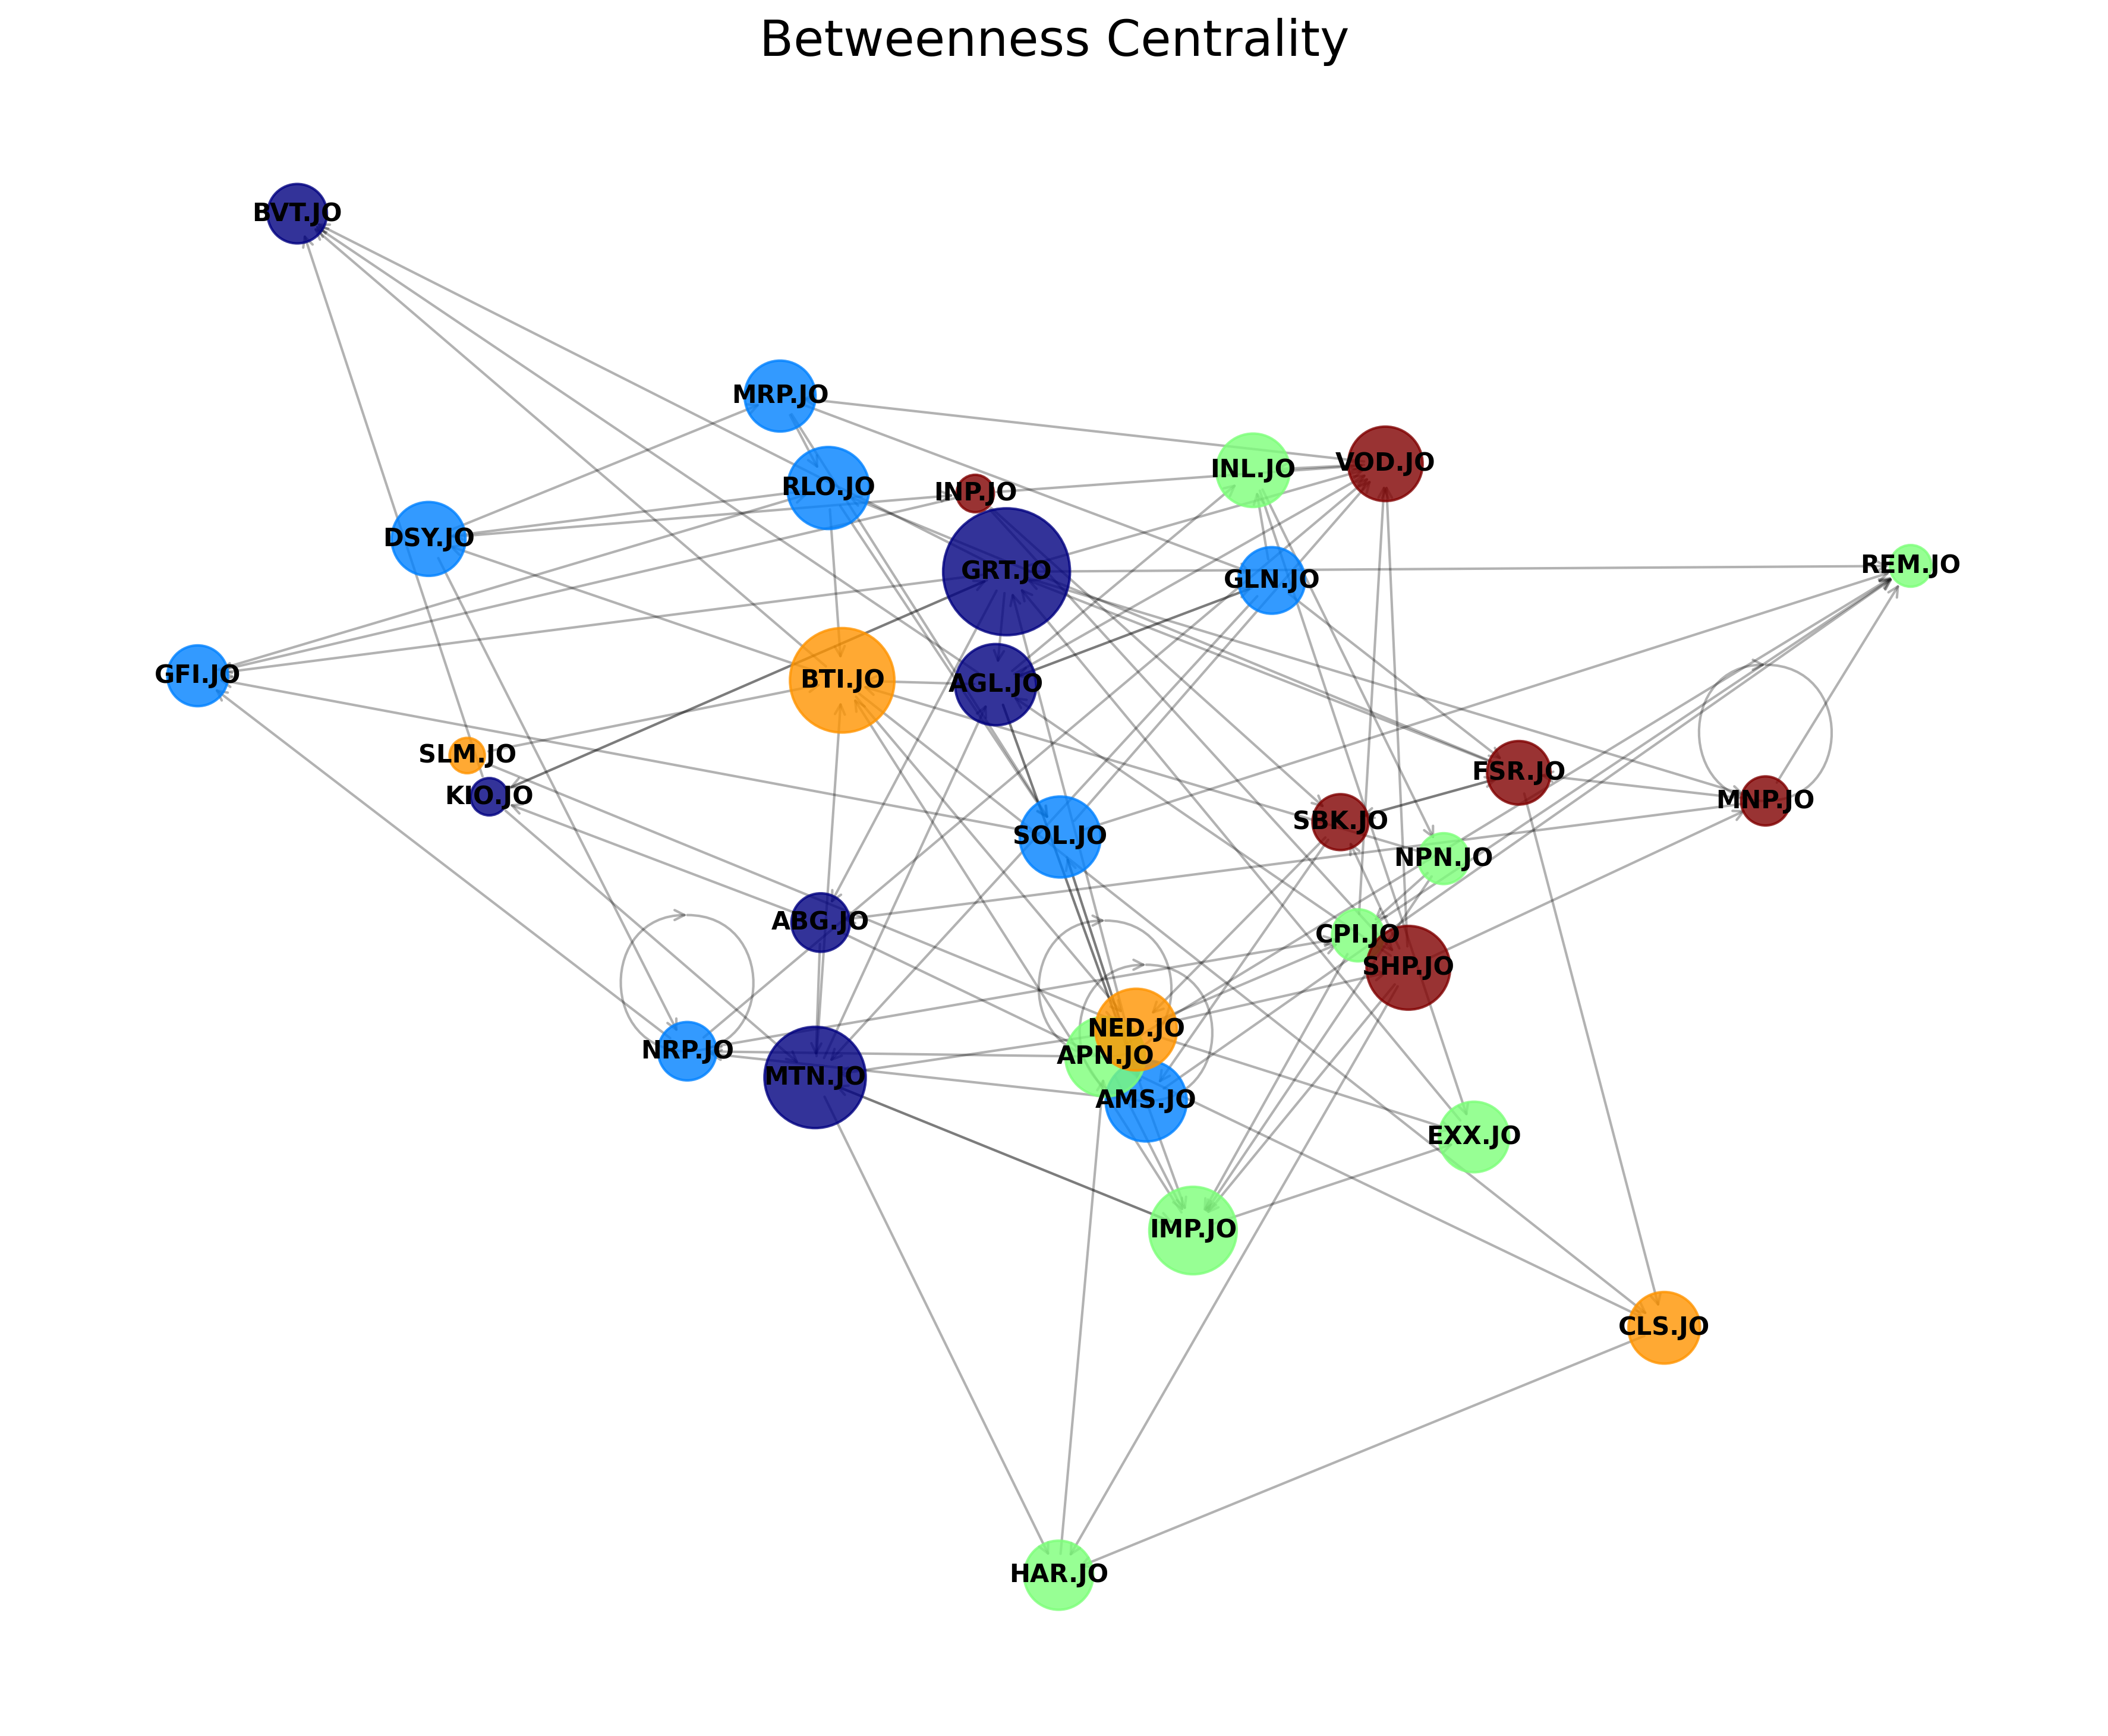 Betweenness Centrality
BVT.JO
MRP.JO
INL.JO
VOD.JO
RLO.JO
INP.JO
DSY.JO
GRT.JO
GLN.JO
REM.JO
GFI.JO
BTI.JO
AGL.JO
SLM.JO
FSR.JO
KIO.JO
MNP.JO
SBK.JO
SOL.JO
NPN.JO
ABG.JO
CPI.JO
SHP.JO
NED.JO
NRP.JO
APN.JO
MTN.JO
AMS.JO
EXX.JO
IMP.JO
CLS.JO
HAR.JO